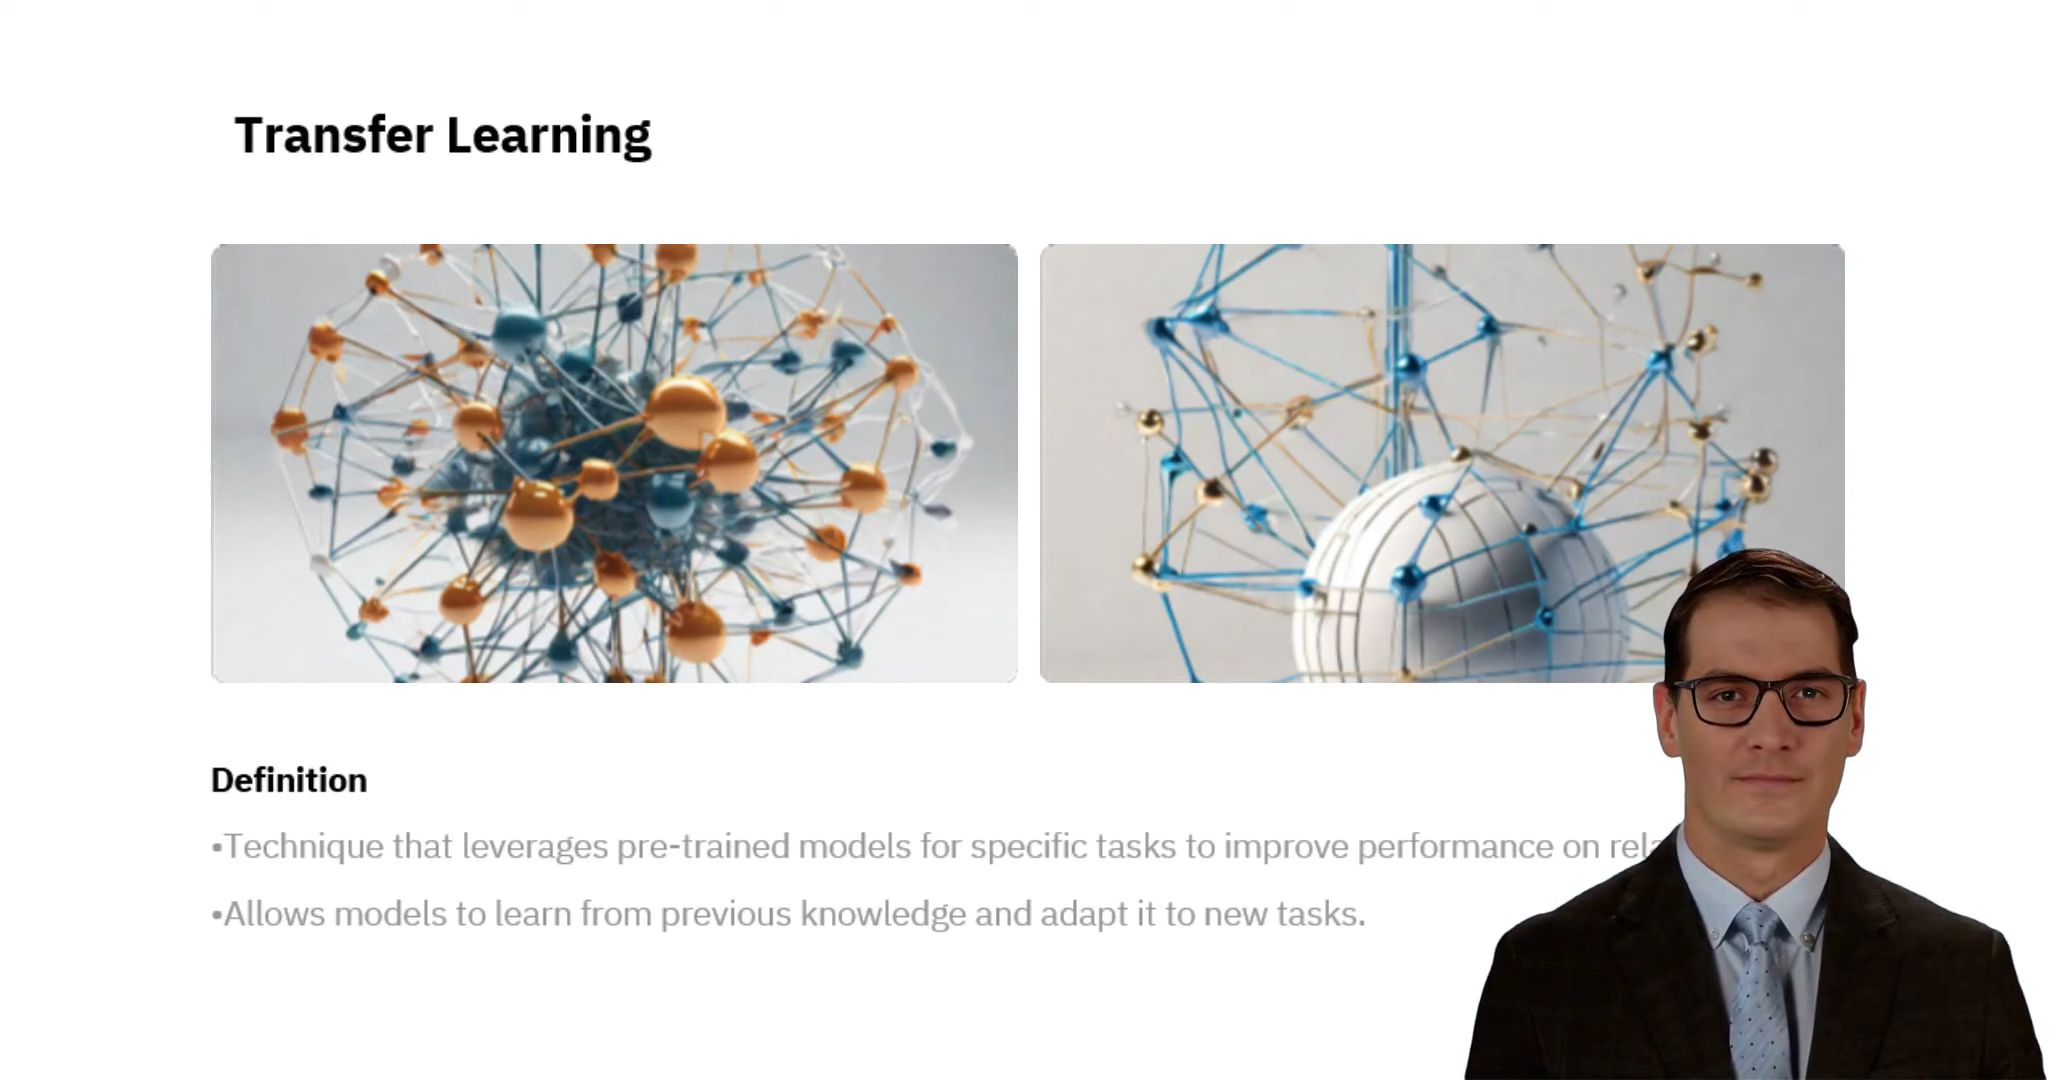 Transfer Learning
Definition
•Technique that leverages pre-trained models for specific tasks to improve performance on
•Allows models to learn from previous knowledge and adapt it to new tasks.